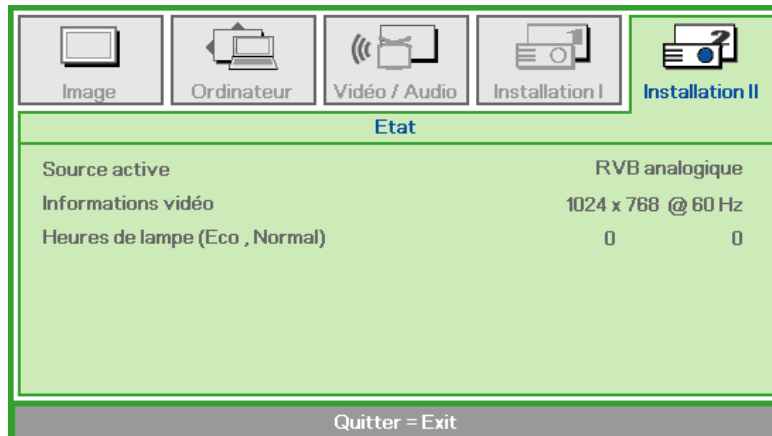 Image Ordinateur Vidéo / Audio Installation I Installation II
Etat
Source active RVB analogique
Informations vidéo 1024 x 768 @ 60 Hz
Heures de lampe (Eco , Normal) 0 0
Quitter = Exit